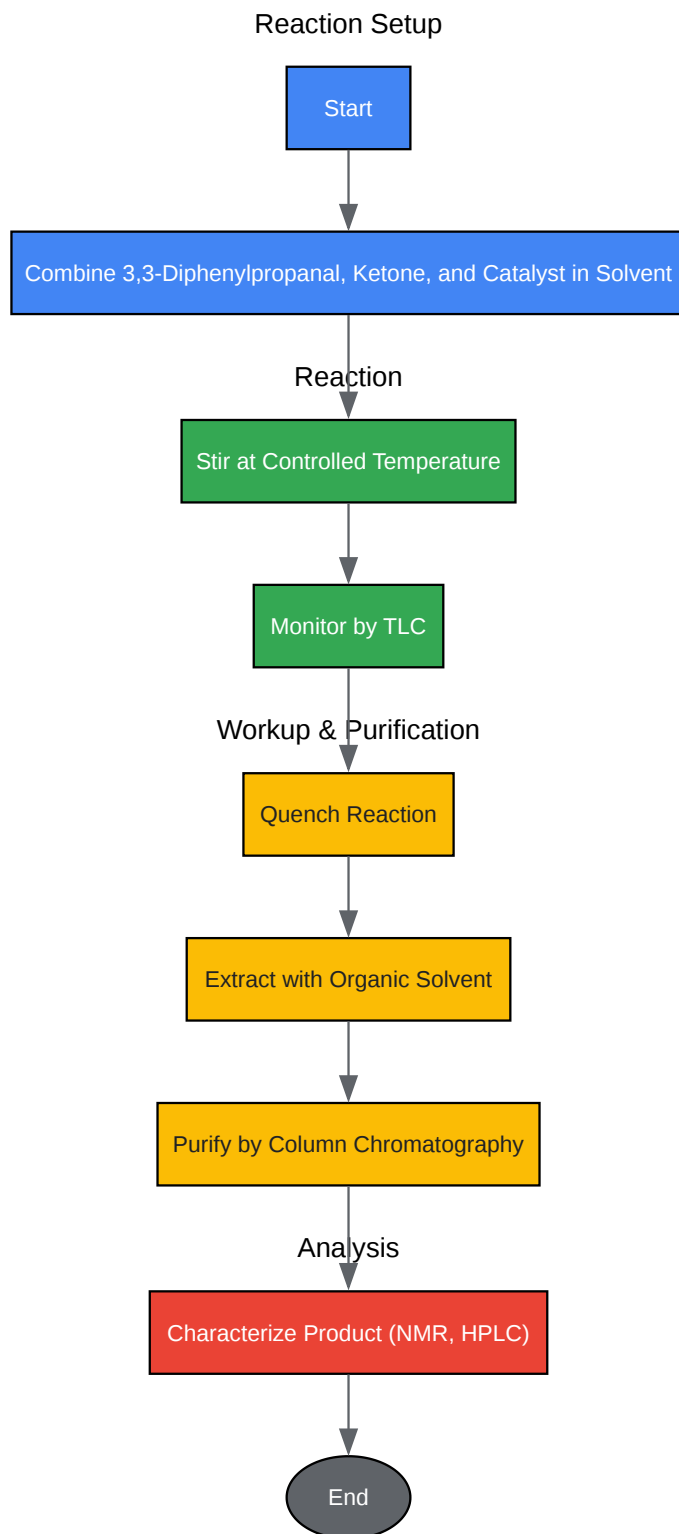 Reaction Setup
Start
Combine 3,3-Diphenylpropanal, Ketone, and Catalyst in Solvent
Reaction
Stir at Controlled Temperature
Monitor by TLC
Workup & Purification
Quench Reaction
Extract with Organic Solvent
Purify by Column Chromatography
Analysis
Characterize Product (NMR, HPLC)
End